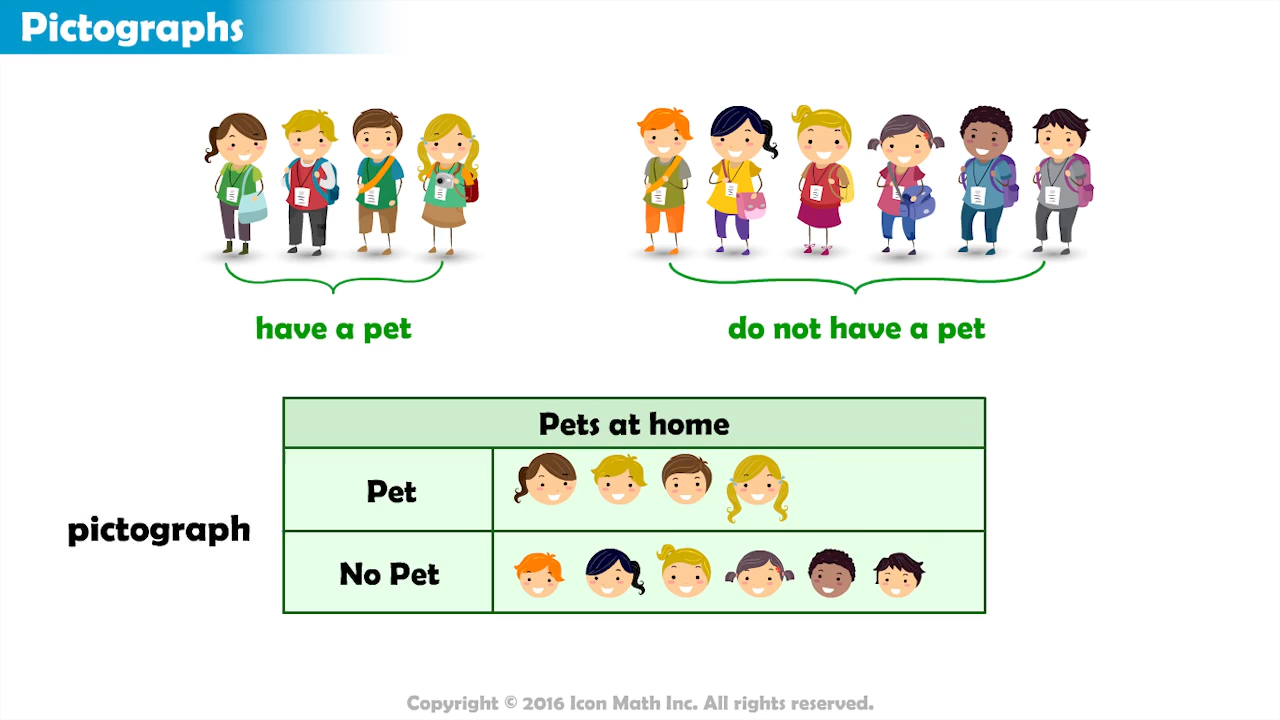 Pictographs
have a pet
do not have a pet
Pets at home
Pet
pictograph
No Pet
Copyright © 2016 Icon Math Inc. All rights reserved.